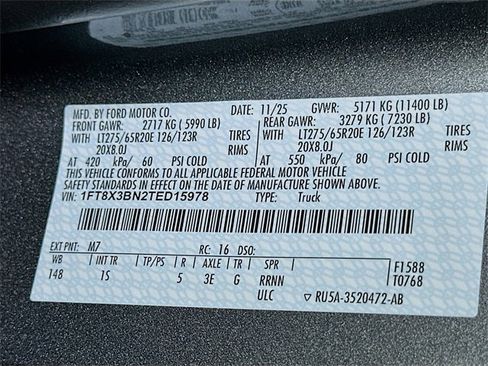 MFD. BY FORD MOTOR CO. DATE: 11/25 GVWR: 5171 KG (11400 LB)
FRONT GAWR: 2717 KG (5990 LB) REAR GAWR: 3279 KG (7230 LB)
WITH LT275/65R20E 126/123R TIRES WITH LT275/65R20E 126/123R TIRES
20X8.0J RIMS 20X8.0J RIMS
AT 420 kPa/ 60 PSI COLD AT 550 kPa/ 80 PSI COLD
THIS VEHICLE CONFORMS TO ALL APPLICABLE FEDERAL MOTOR VEHICLE
SAFETY STANDARDS IN EFFECT ON THE DATE OF MANUFACTURE SHOWN ABOVE.
VIN: 1FT8X3BN2TED15978 TYPE: Truck
EXT PNT: M7 RC: 16 DSO:
WB INT TR TP/PS R AXLE TR SPR F1588
148 1S 5 3E G RRNN T0768
ULC RU5A-3520472-AB